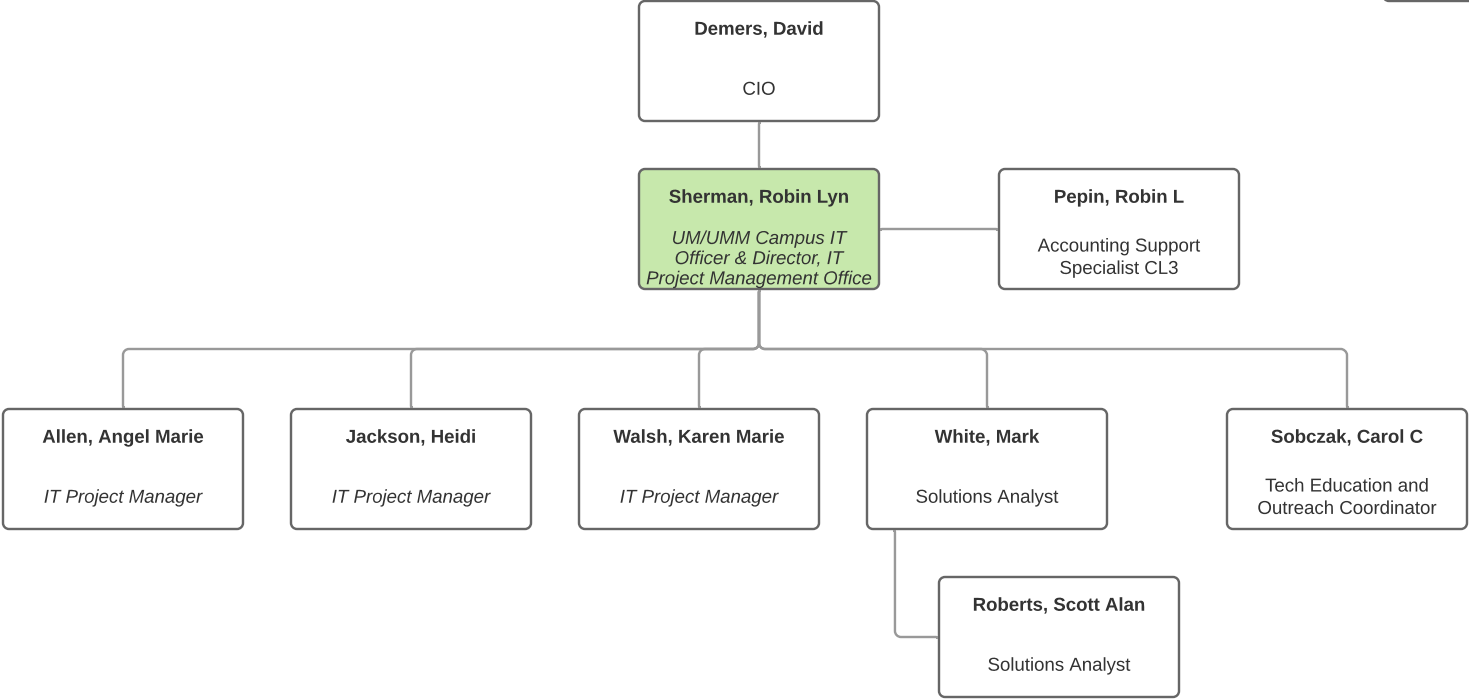 Demers, David
CIO
Sherman, Robin Lyn
UM/UMM Campus IT
Officer & Director, IT
Project Management Office
Pepin, Robin L
Accounting Support
Specialist CL3
Allen, Angel Marie
IT Project Manager
Jackson, Heidi
IT Project Manager
Walsh, Karen Marie
IT Project Manager
White, Mark
Solutions Analyst
Sobczak, Carol C
Tech Education and
Outreach Coordinator
Roberts, Scott Alan
Solutions Analyst